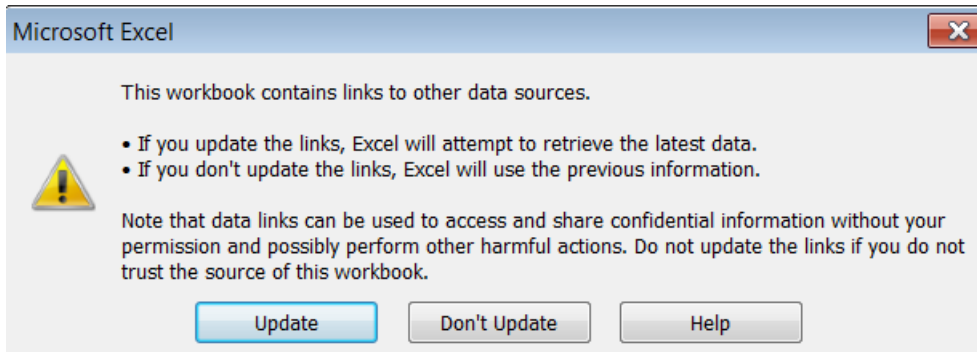 Microsoft Excel
This workbook contains links to other data sources.
• If you update the links, Excel will attempt to retrieve the latest data.
• If you don't update the links, Excel will use the previous information.
Note that data links can be used to access and share confidential information without your
permission and possibly perform other harmful actions. Do not update the links if you do not
trust the source of this workbook.
Update Don't Update Help